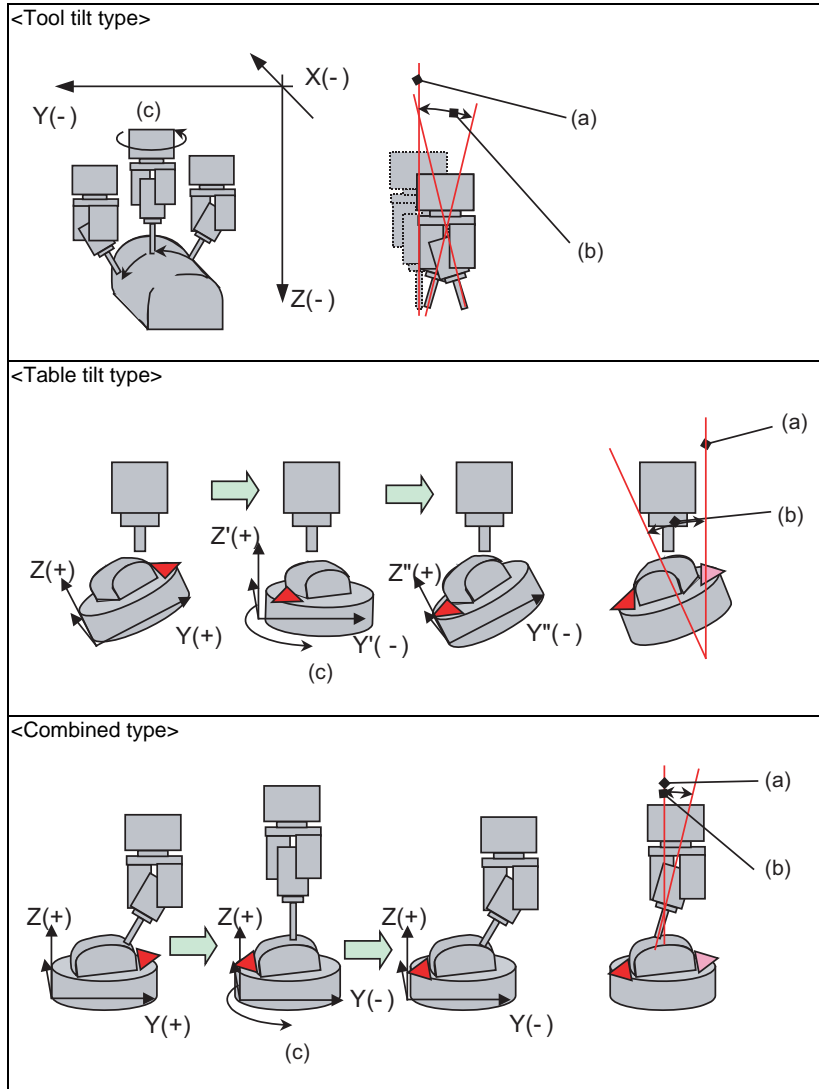 <Tool tilt type>
X(-)
Y(-)
(c)
Z(-)
(a)
(b)
<Table tilt type>
Z(+)
Y(+)
Z'(+)
Y'(-)
(c)
Z"(+)
Y"(-)
(a)
(b)
<Combined type>
Z(+)
Y(+)
Z(+)
Y(-)
(c)
Z(+)
Y(-)
(a)
(b)